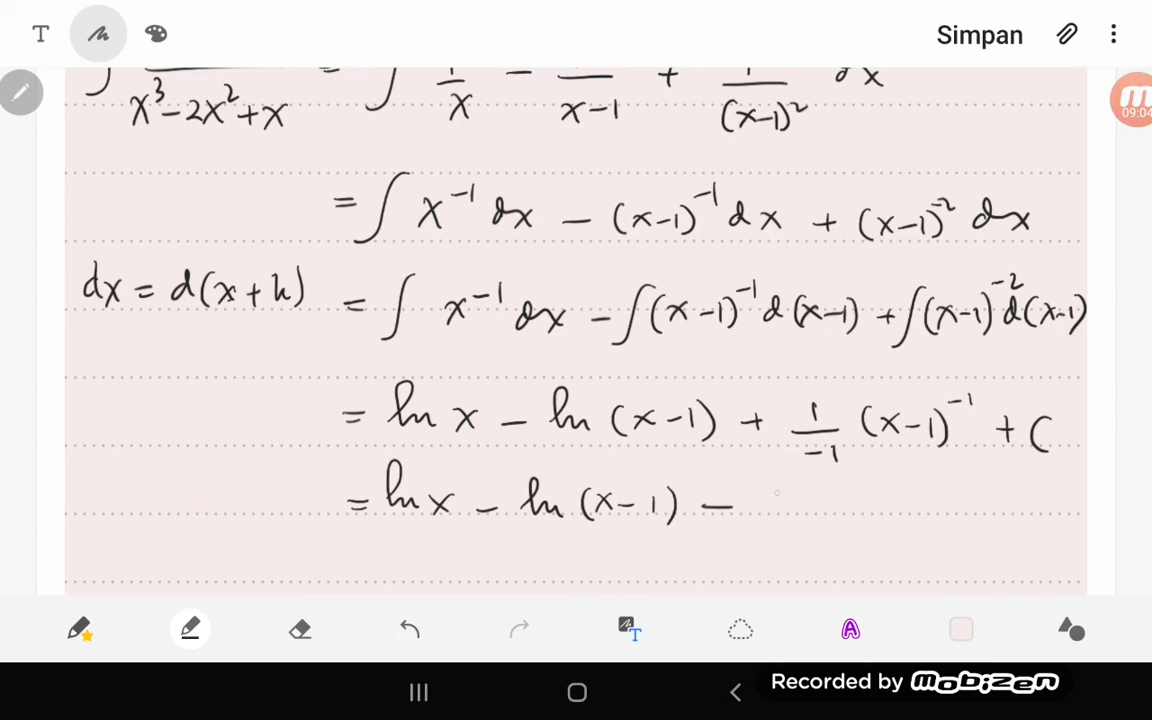 T Simpan
∫ ‾‾‾ / x³-2x²+x = ∫ 1/x - ‾‾‾ / x-1 + 1/(x-1)² dx
09:04
= ∫ x⁻¹ dx - (x-1)⁻¹ dx + (x-1)⁻² dx
dx = d(x+k) = ∫ x⁻¹ dx - ∫(x-1)⁻¹ d(x-1) + ∫(x-1)⁻² d(x-1)
= ln x - ln (x-1) + 1/-1 (x-1)⁻¹ + C
= ln x - ln (x-1) -
T A
Recorded by mobizen